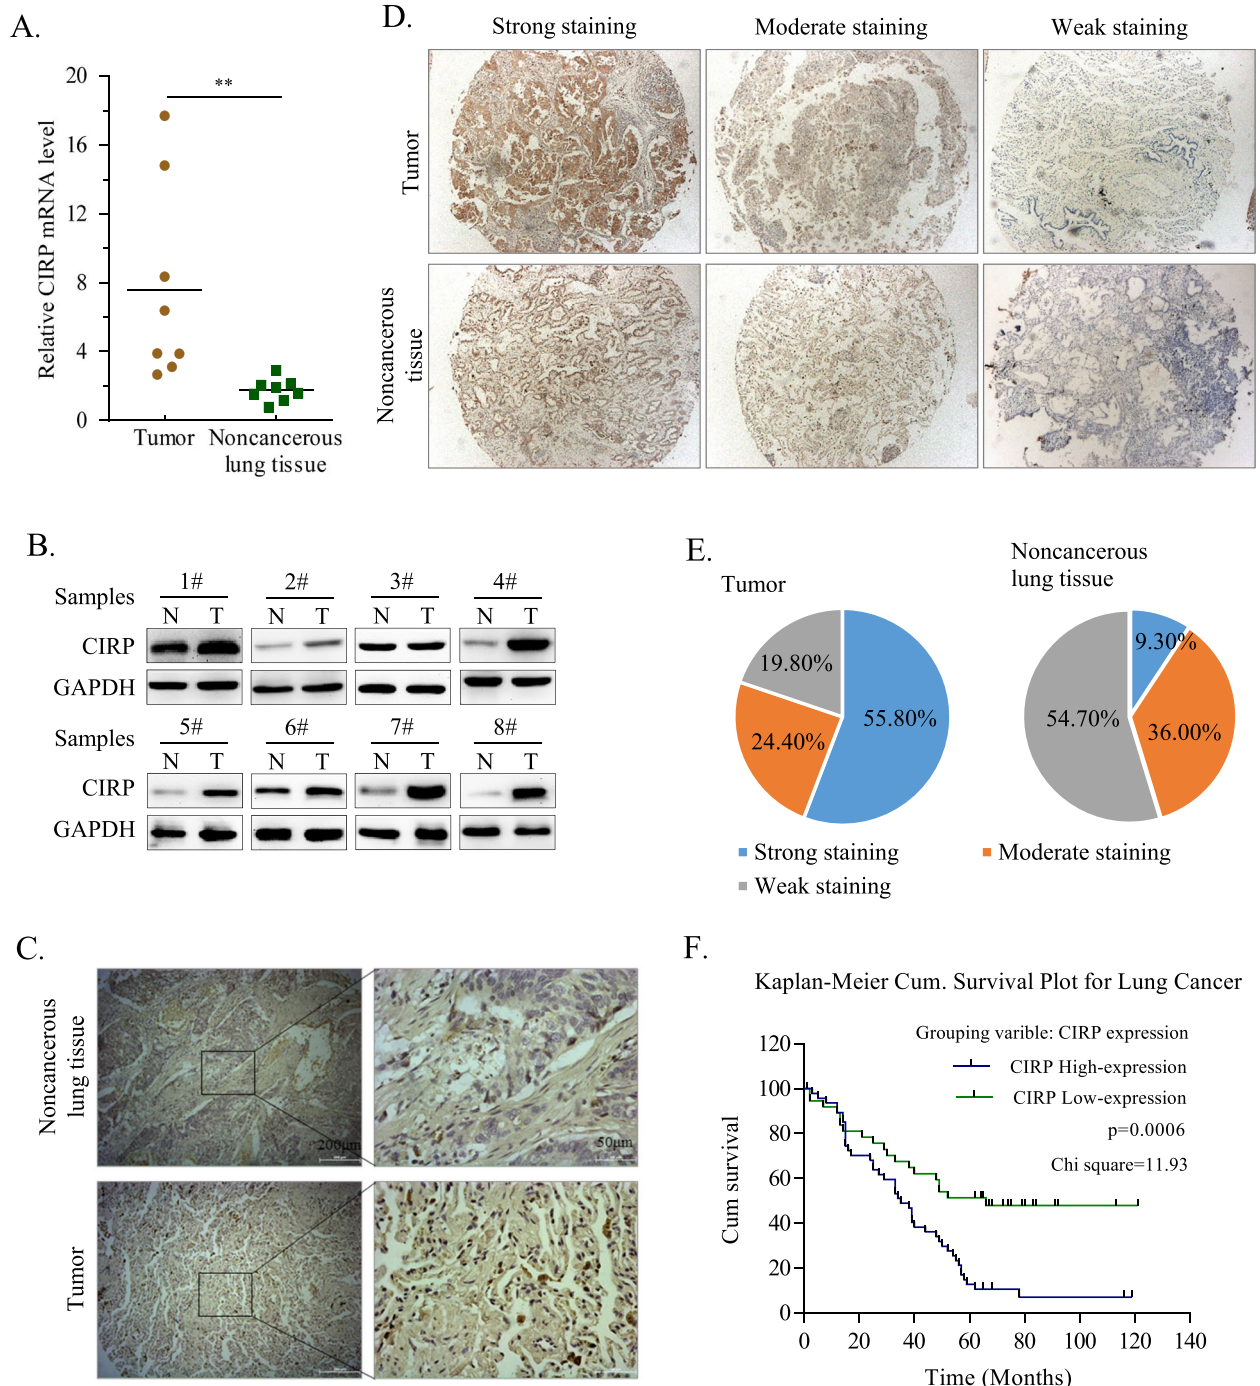 A.
Relative CIRP mRNA level
20
16
12
8
4
0
**
Tumor
Noncancerous
lung tissue
D.
Strong staining
Moderate staining
Weak staining
Tumor
Noncancerous
tissue
B.
Samples
1#
2#
3#
4#
N T N T N T N T
CIRP
GAPDH
Samples
5#
6#
7#
8#
N T N T N T N T
CIRP
GAPDH
E.
Tumor
Noncancerous
lung tissue
19.80%
24.40%
55.80%
9.30%
54.70%
36.00%
Strong staining
Moderate staining
Weak staining
C.
Noncancerous
lung tissue
200μm
50μm
Tumor
F.
Kaplan-Meier Cum. Survival Plot for Lung Cancer
Grouping varible: CIRP expression
CIRP High-expression
CIRP Low-expression
p=0.0006
Chi square=11.93
Cum survival
120
100
80
60
40
20
0
0 20 40 60 80 100 120 140
Time (Months)